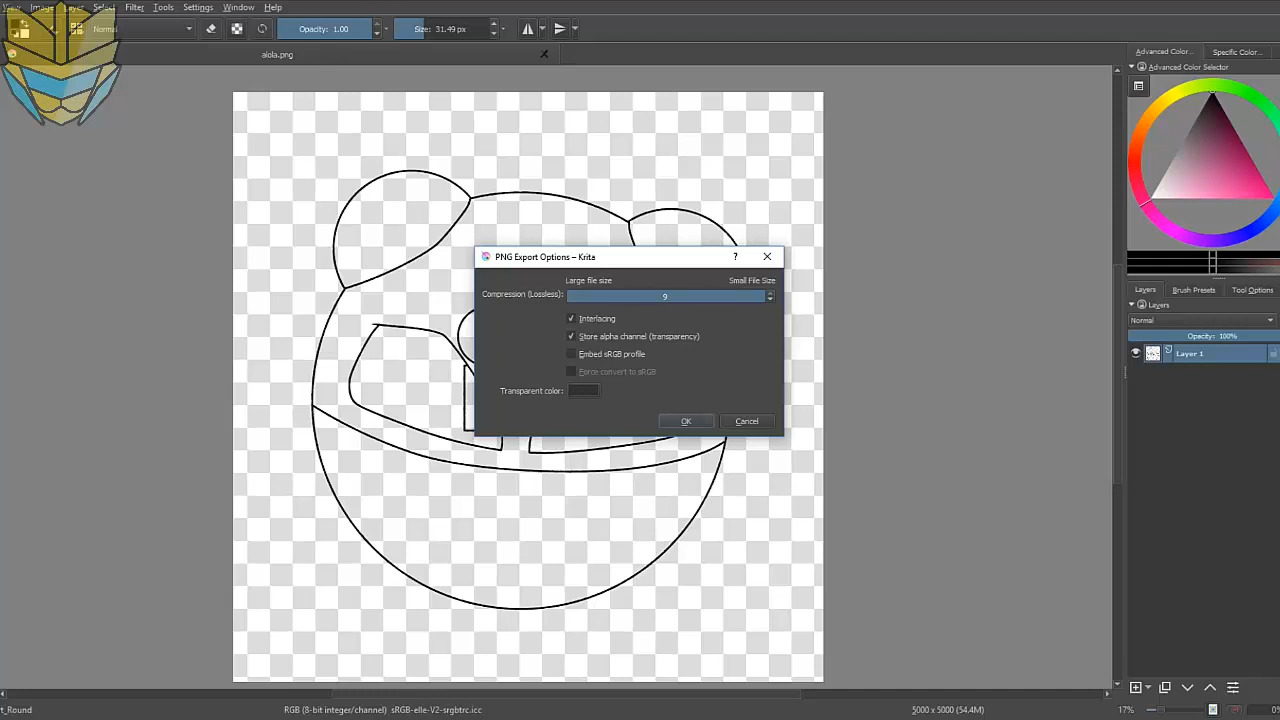 View Image Layer Select Filter Tools Settings Window Help
Normal Opacity: 1.00 Size: 31.49 px
alola.png
Advanced Color... Specific Color...
Advanced Color Selector
PNG Export Options – Krita ?
Large file size Small File Size
Compression (Lossless): 9
Interlacing
Store alpha channel (transparency)
Embed sRGB profile
Force convert to sRGB
Transparent color:
OK Cancel
Layers Brush Presets Tool Options
Layers
Normal
Opacity: 100%
Layer 1
t_Round RGB (8-bit integer/channel) sRGB-elle-V2-srgbtrc.icc 5000 x 5000 (54.4M) 17%